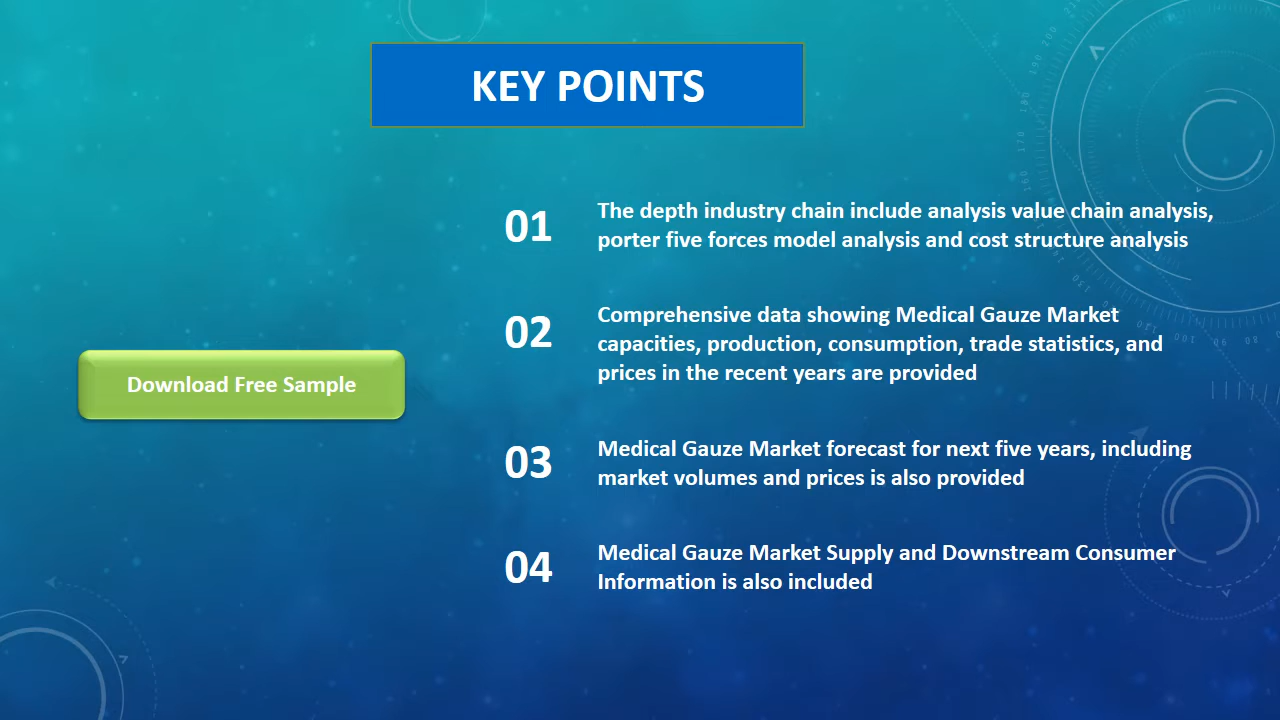 KEY POINTS
01
The depth industry chain include analysis value chain analysis,
porter five forces model analysis and cost structure analysis
02
Comprehensive data showing Medical Gauze Market
capacities, production, consumption, trade statistics, and
prices in the recent years are provided
Download Free Sample
03
Medical Gauze Market forecast for next five years, including
market volumes and prices is also provided
04
Medical Gauze Market Supply and Downstream Consumer
Information is also included